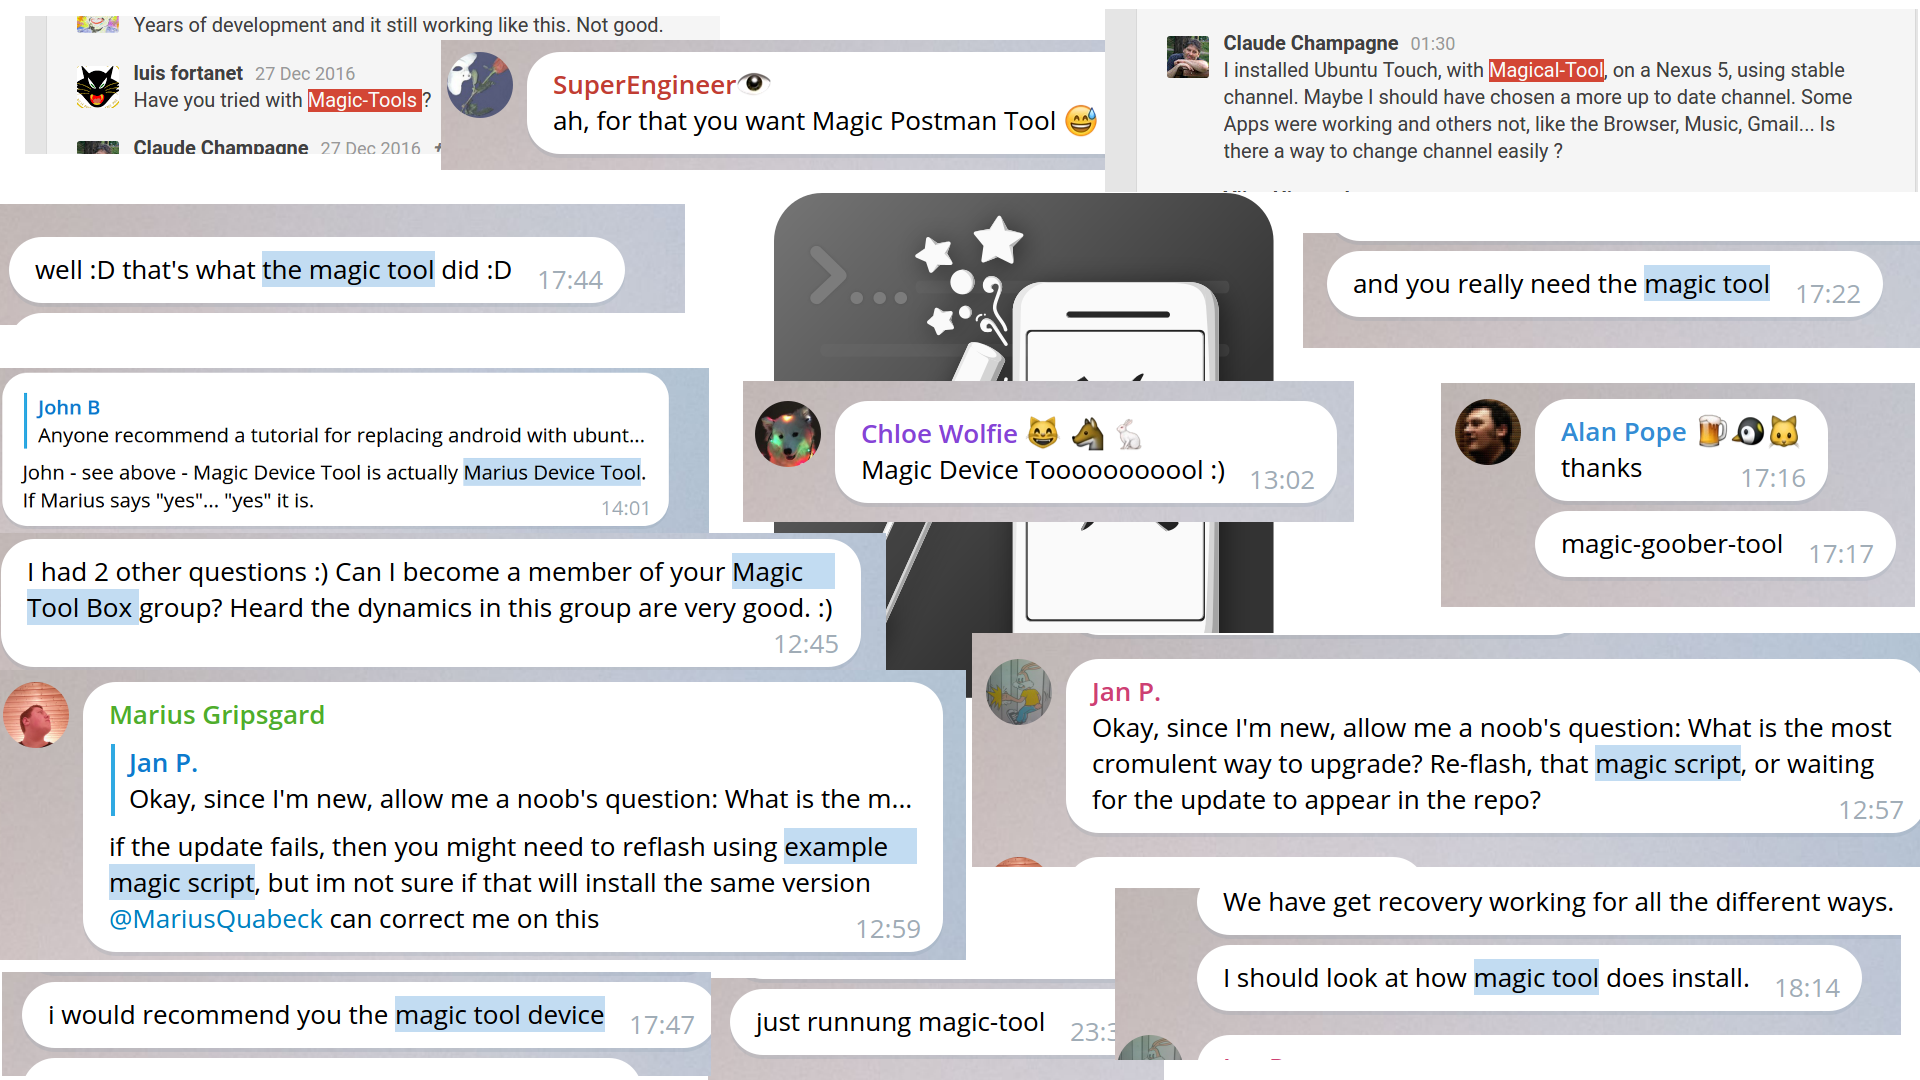 Years of development and it still working like this. Not good.
luis fortanet 27 Dec 2016
Have you tried with Magic-Tools ?
Claude Champagne 27 Dec 2016
SuperEngineer👁
ah, for that you want Magic Postman Tool 😅
Claude Champagne 01:30
I installed Ubuntu Touch, with Magical-Tool, on a Nexus 5, using stable
channel. Maybe I should have chosen a more up to date channel. Some
Apps were working and others not, like the Browser, Music, Gmail... Is
there a way to change channel easily ?
well :D that's what the magic tool did :D 17:44
and you really need the magic tool 17:22
John B
Anyone recommend a tutorial for replacing android with ubunt...
John - see above - Magic Device Tool is actually Marius Device Tool.
If Marius says "yes"... "yes" it is.
14:01
Chloe Wolfie 😸 🐺 🐇
Magic Device Tooooooooool :) 13:02
Alan Pope 🍺🐧🐱
thanks 17:16
magic-goober-tool 17:17
I had 2 other questions :) Can I become a member of your Magic
Tool Box group? Heard the dynamics in this group are very good. :)
12:45
Marius Gripsgard
Jan P.
Okay, since I'm new, allow me a noob's question: What is the m...
if the update fails, then you might need to reflash using example
magic script, but im not sure if that will install the same version
@MariusQuabeck can correct me on this 12:59
Jan P.
Okay, since I'm new, allow me a noob's question: What is the most
cromulent way to upgrade? Re-flash, that magic script, or waiting
for the update to appear in the repo?
12:57
We have get recovery working for all the different ways.
I should look at how magic tool does install. 18:14
i would recommend you the magic tool device 17:47
just runnung magic-tool